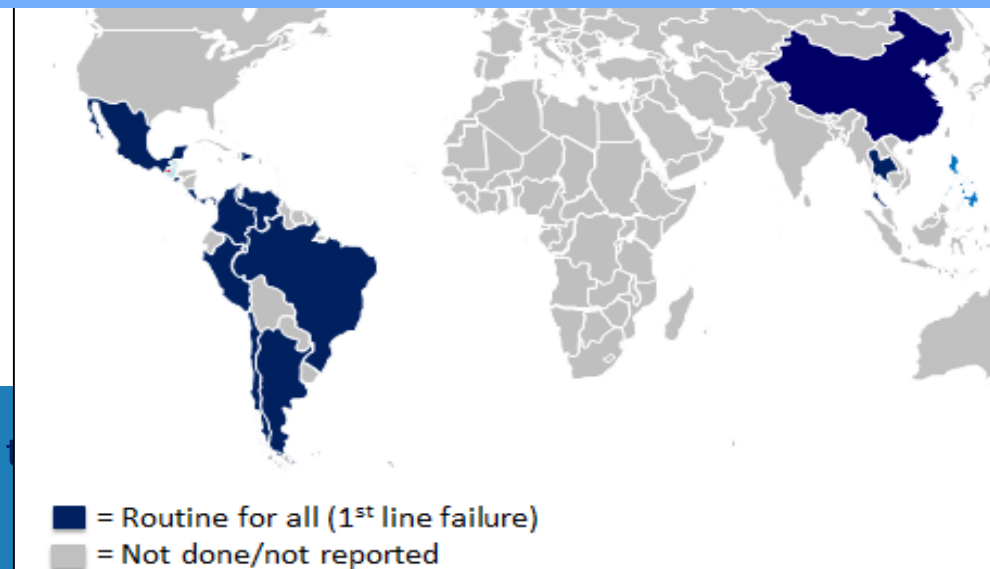 t
= Routine for all (1st line failure)
= Not done/not reported